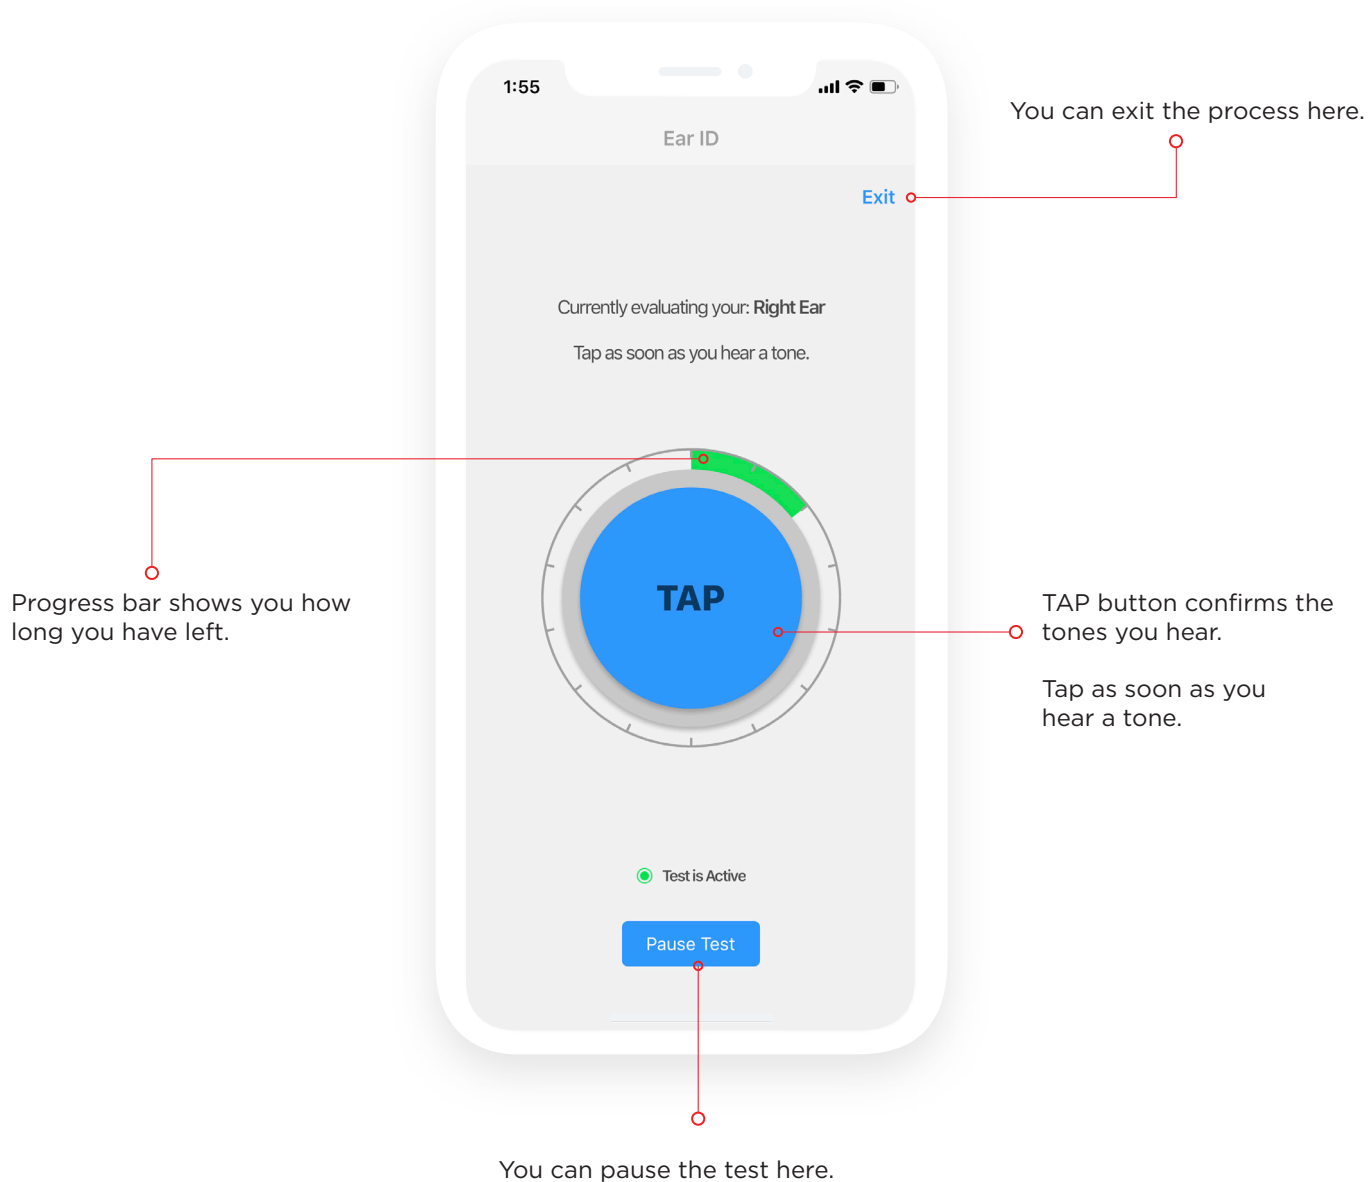 1:55
You can exit the process here.
Ear ID
Exit
Currently evaluating your: Right Ear
Tap as soon as you hear a tone.
TAP
Progress bar shows you how
long you have left.
TAP button confirms the
tones you hear.
Tap as soon as you
hear a tone.
Test is Active
Pause Test
You can pause the test here.